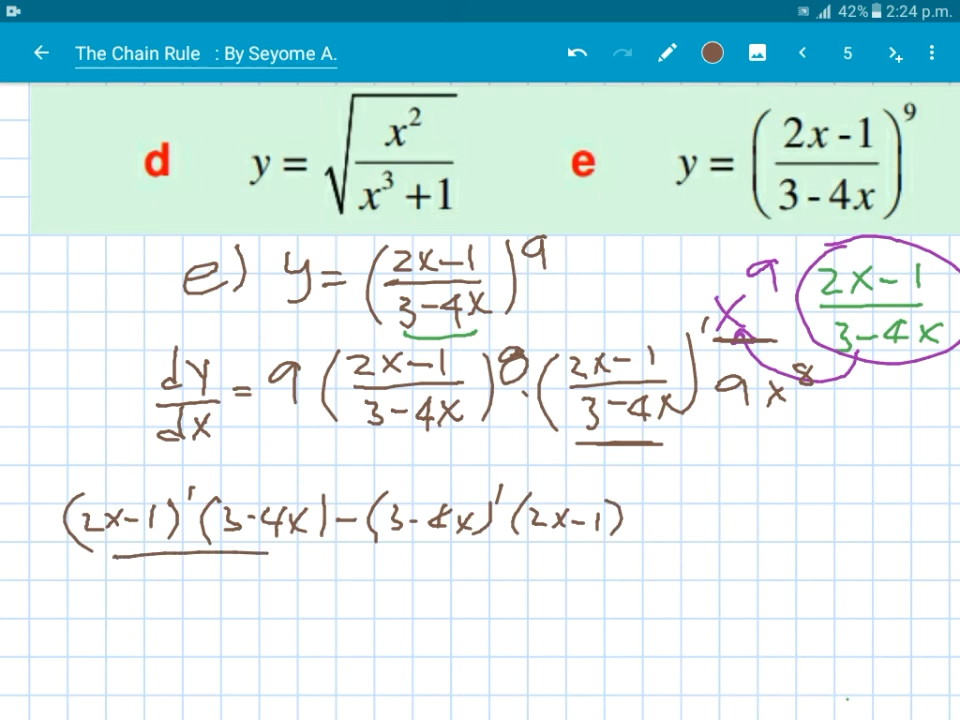 42% 2:24 p.m.
The Chain Rule : By Seyome A. 5
d y = √(x²/(x³ + 1)) e y = ((2x - 1)/(3 - 4x))⁹
e) y = ((2x-1)/(3-4x))⁹
x⁹ (2x-1)/(3-4x)
dy/dx = 9 ((2x-1)/(3-4x))⁸ · ((2x-1)/(3-4x))' 9x⁸
(2x-1)'(3-4x)-(3-4x)'(2x-1)